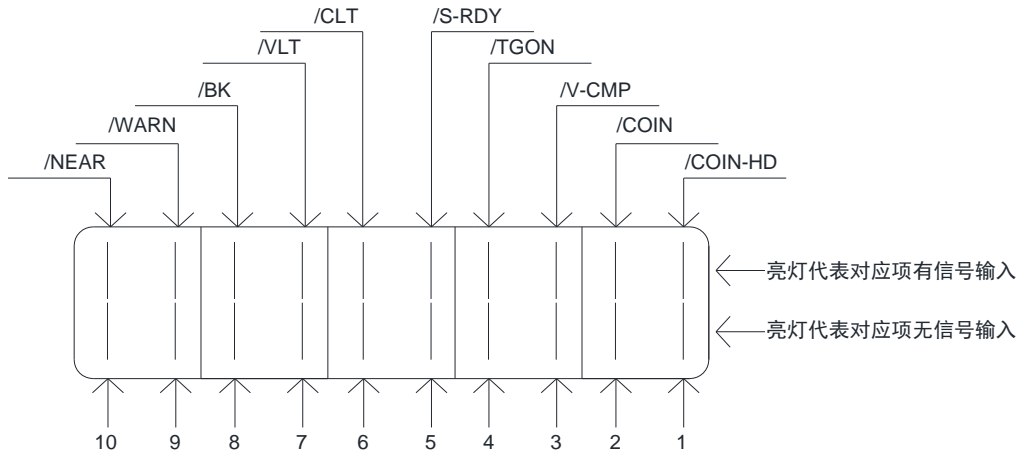 /CLT
/S-RDY
/VLT
/TGON
/BK
/V-CMP
/WARN
/COIN
/NEAR
/COIN-HD
亮灯代表对应项有信号输入
亮灯代表对应项无信号输入
10 9 8 7 6 5 4 3 2 1